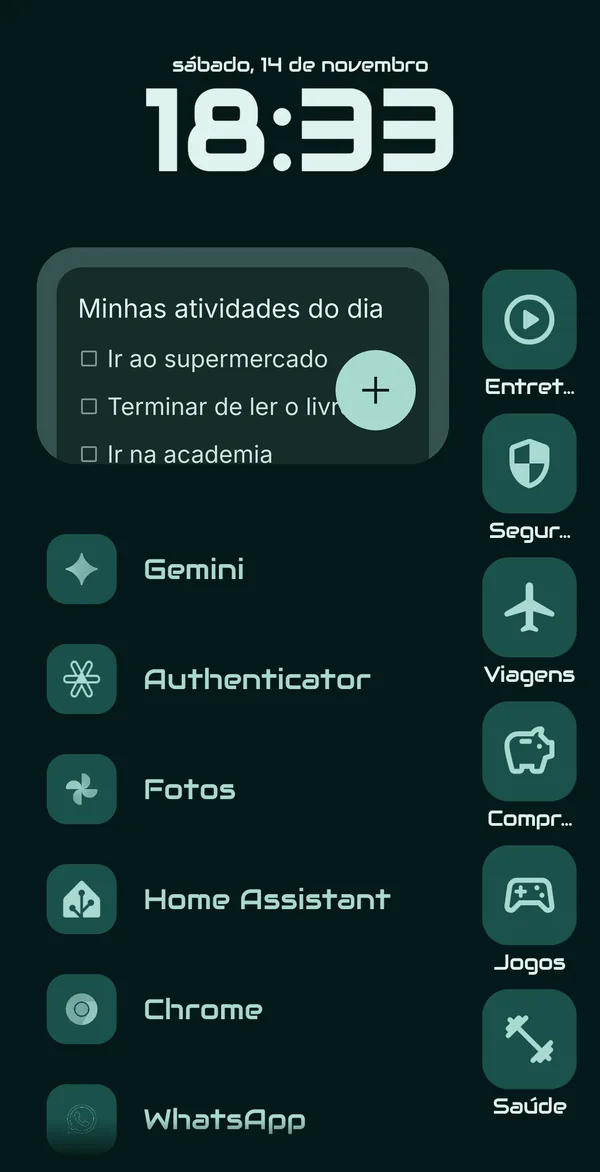 sábado, 14 de novembro
18:33
Minhas atividades do dia
Ir ao supermercado
Terminar de ler o livr
Ir na academia
Gemini
Authenticator
Fotos
Home Assistant
Chrome
WhatsApp
Entret...
Segur...
Viagens
Compr...
Jogos
Saúde